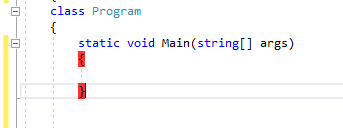 class Program
{
static void Main(string[] args)
{
}